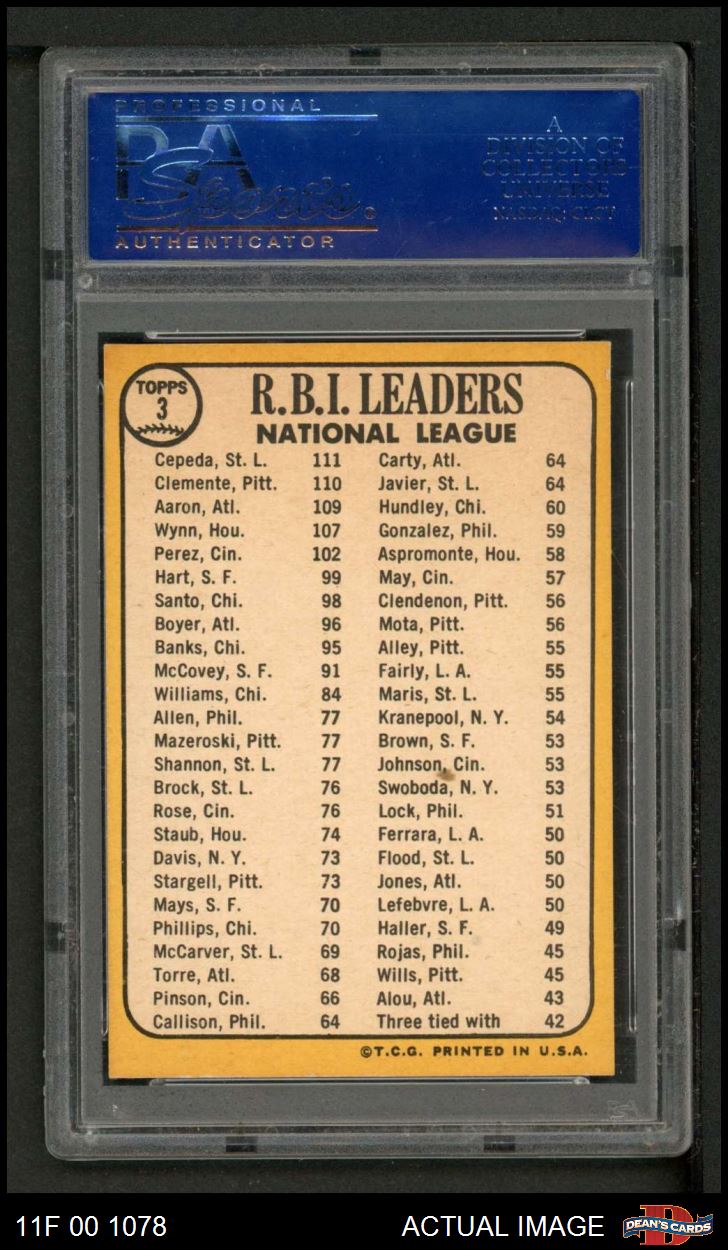 PROFESSIONAL
PSA
Sports
AUTHENTICATOR
A
DIVISION OF
COLLECTORS
UNIVERSE
NASDAQ: CLCT
TOPPS
3
R.B.I. LEADERS
NATIONAL LEAGUE
Cepeda, St. L. 111 Carty, Atl. 64
Clemente, Pitt. 110 Javier, St. L. 64
Aaron, Atl. 109 Hundley, Chi. 60
Wynn, Hou. 107 Gonzalez, Phil. 59
Perez, Cin. 102 Aspromonte, Hou. 58
Hart, S. F. 99 May, Cin. 57
Santo, Chi. 98 Clendenon, Pitt. 56
Boyer, Atl. 96 Mota, Pitt. 56
Banks, Chi. 95 Alley, Pitt. 55
McCovey, S. F. 91 Fairly, L. A. 55
Williams, Chi. 84 Maris, St. L. 55
Allen, Phil. 77 Kranepool, N. Y. 54
Mazeroski, Pitt. 77 Brown, S. F. 53
Shannon, St. L. 77 Johnson, Cin. 53
Brock, St. L. 76 Swoboda, N. Y. 53
Rose, Cin. 76 Lock, Phil. 51
Staub, Hou. 74 Ferrara, L. A. 50
Davis, N. Y. 73 Flood, St. L. 50
Stargell, Pitt. 73 Jones, Atl. 50
Mays, S. F. 70 Lefebvre, L. A. 50
Phillips, Chi. 70 Haller, S. F. 49
McCarver, St. L. 69 Rojas, Phil. 45
Torre, Atl. 68 Wills, Pitt. 45
Pinson, Cin. 66 Alou, Atl. 43
Callison, Phil. 64 Three tied with 42
©T.C.G. PRINTED IN U.S.A.
11F 00 1078 ACTUAL IMAGE DEAN'S CARDS